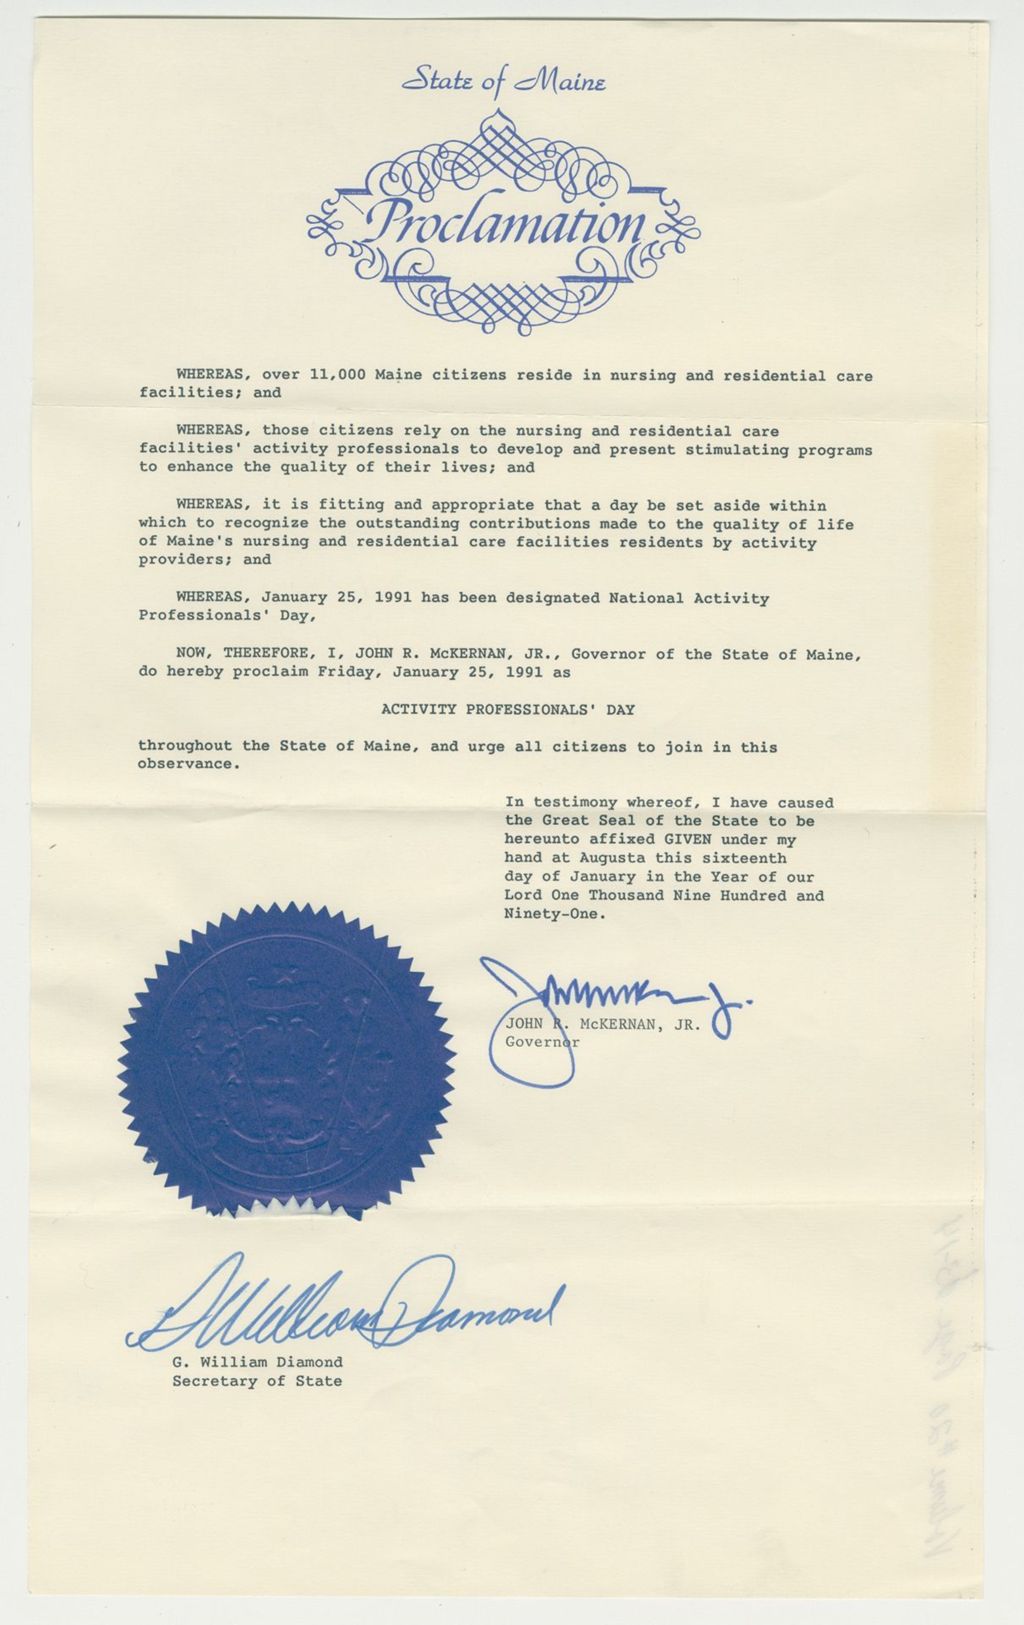 State of Maine
Proclamation
WHEREAS, over 11,000 Maine citizens reside in nursing and residential care
facilities; and
WHEREAS, those citizens rely on the nursing and residential care
facilities' activity professionals to develop and present stimulating programs
to enhance the quality of their lives; and
WHEREAS, it is fitting and appropriate that a day be set aside within
which to recognize the outstanding contributions made to the quality of life
of Maine's nursing and residential care facilities residents by activity
providers; and
WHEREAS, January 25, 1991 has been designated National Activity
Professionals' Day,
NOW, THEREFORE, I, JOHN R. McKERNAN, JR., Governor of the State of Maine,
do hereby proclaim Friday, January 25, 1991 as
ACTIVITY PROFESSIONALS' DAY
throughout the State of Maine, and urge all citizens to join in this
observance.
In testimony whereof, I have caused
the Great Seal of the State to be
hereunto affixed GIVEN under my
hand at Augusta this sixteenth
day of January in the Year of our
Lord One Thousand Nine Hundred and
Ninety-One.
JOHN R. McKERNAN, JR.
Governor
G William Diamond
G. William Diamond
Secretary of State